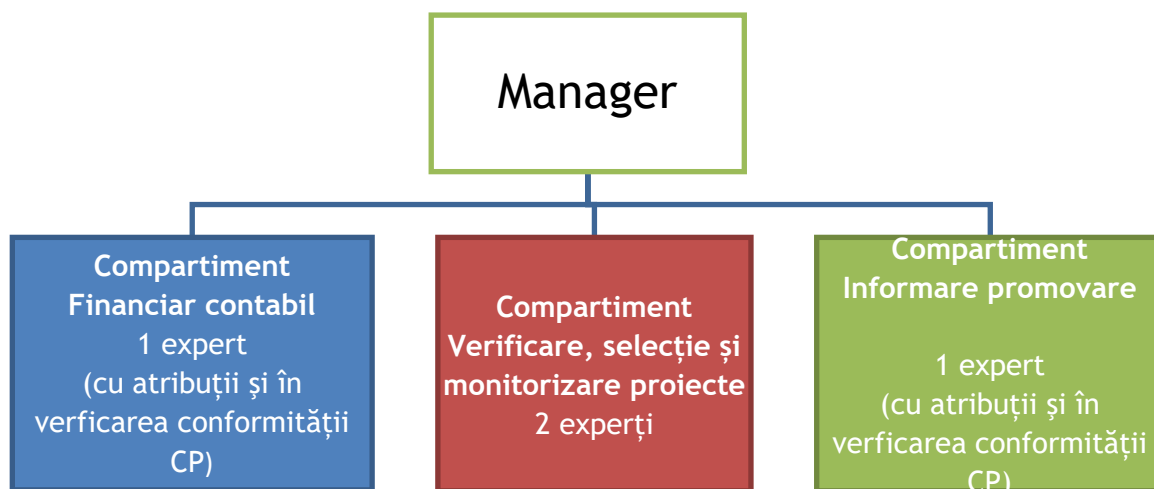 Manager
Compartiment
Financiar contabil
1 expert
(cu atribuții și în
verficarea conformității
CP)
Compartiment
Verificare, selecție și
monitorizare proiecte
2 experți
Compartiment
Informare promovare
1 expert
(cu atribuții și în
verficarea conformității
CP)